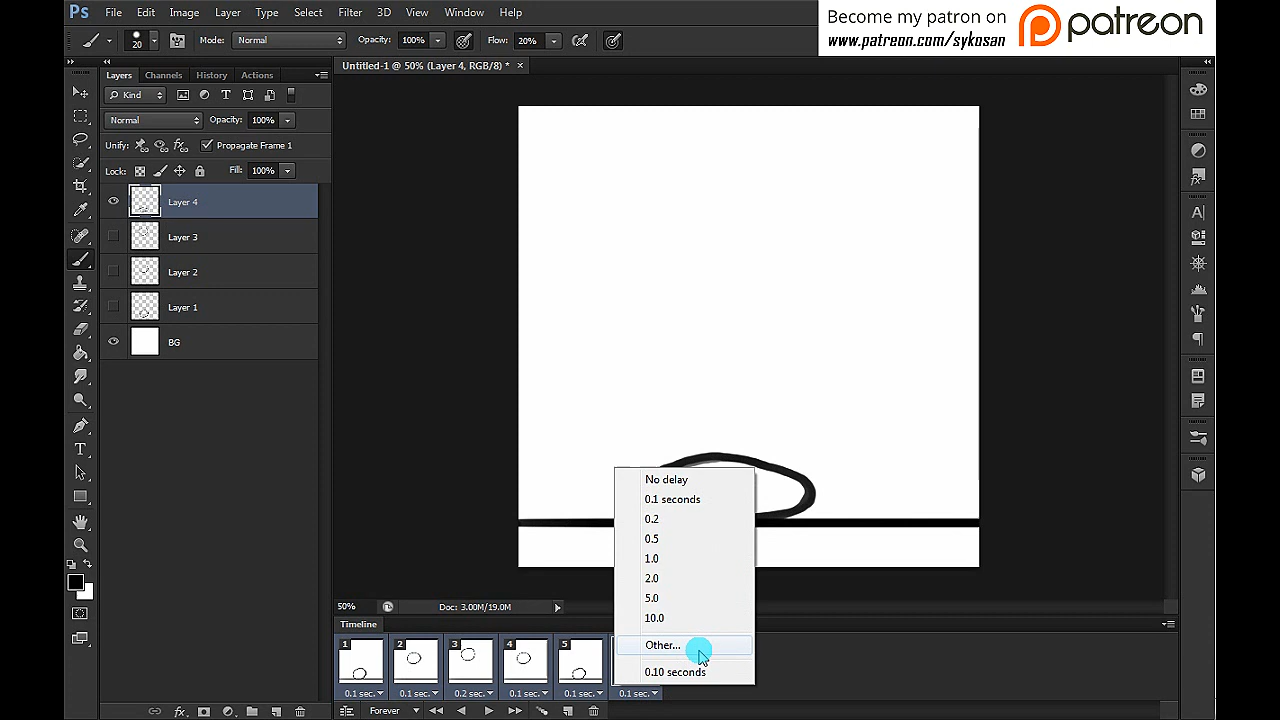 Ps File Edit Image Layer Type Select Filter 3D View Window Help
Become my patron on patreon
www.patreon.com/sykosan
20 Mode: Normal Opacity: 100% Flow: 20%
Layers Channels History Actions
Untitled-1 @ 50% (Layer 4, RGB/8) * ×
Kind
Normal Opacity: 100%
Unify: Propagate Frame 1
Lock: Fill: 100%
Layer 4
Layer 3
Layer 2
Layer 1
BG
No delay
0.1 seconds
0.2
0.5
1.0
2.0
5.0
10.0
Other...
0.10 seconds
50% Doc: 3.00M/19.0M
Timeline
1 2 3 4 5
0.1 sec. 0.1 sec. 0.2 sec. 0.1 sec. 0.1 sec. 0.1 sec.
Forever